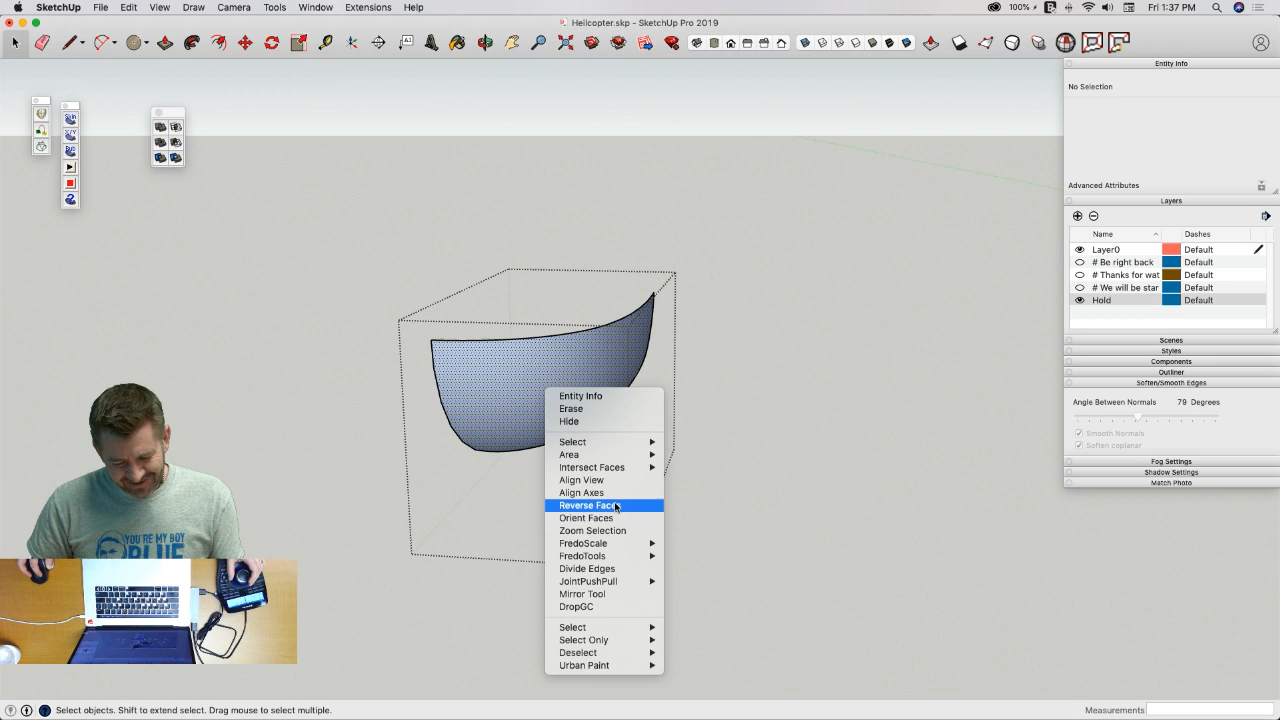 SketchUp File Edit View Draw Camera Tools Window Extensions Help 100% Fri 1:37 PM
Helicopter.skp - SketchUp Pro 2019
Entity Info
No Selection
Advanced Attributes
Layers
Name Dashes
Layer0 Default
# Be right back Default
# Thanks for wat Default
# We will be star Default
Hold Default
Scenes
Styles
Components
Outliner
Soften/Smooth Edges
Angle Between Normals 79 Degrees
Smooth Normals
Soften coplanar
Fog Settings
Shadow Settings
Match Photo
Entity Info
Erase
Hide
Select
Area
Intersect Faces
Align View
Align Axes
Reverse Faces
Orient Faces
Zoom Selection
FredoScale
FredoTools
Divide Edges
JointPushPull
Mirror Tool
DropGC
Select
Select Only
Deselect
Urban Paint
YOU'RE MY BOY
BLUE
Select objects. Shift to extend select. Drag mouse to select multiple.
Measurements